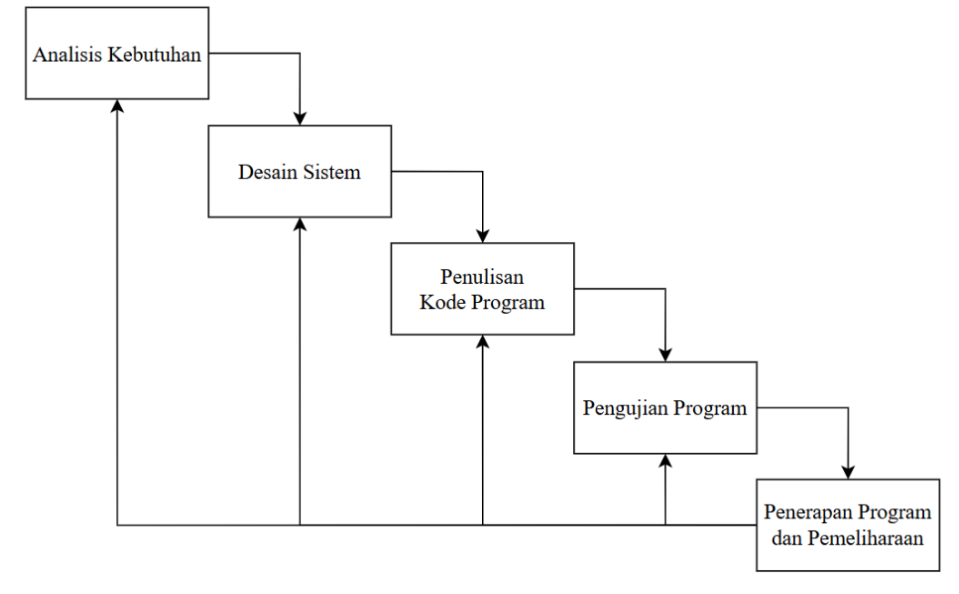 Analisis Kebutuhan
Desain Sistem
Penulisan
Kode Program
Pengujian Program
Penerapan Program
dan Pemeliharaan